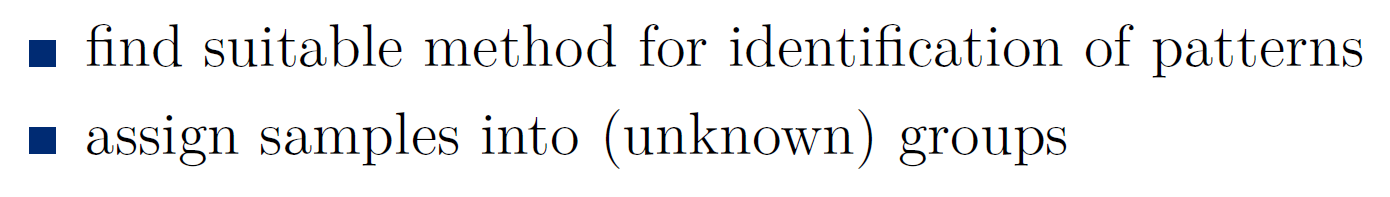 find suitable method for identification of patterns
assign samples into (unknown) groups